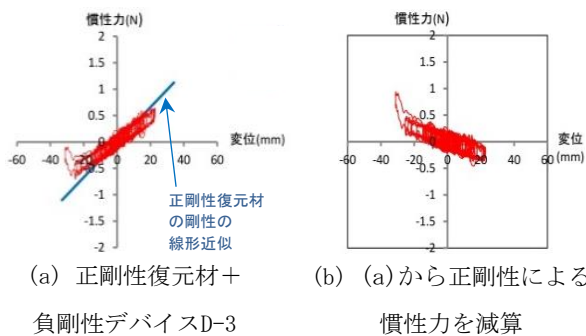 慣性力(N)
2
1.5
1
0.5
0
-0.5
-1
-1.5
-2
-60 -40 -20 0 20 40 60
変位(mm)
正剛性復元材
の剛性の
線形近似
(a) 正剛性復元材＋
負剛性デバイスD-3
慣性力(N)
2
1.5
1
0.5
0
-0.5
-1
-1.5
-2
-60 -40 -20 0 20 40 60
変位(mm)
(b) (a)から正剛性による
慣性力を減算